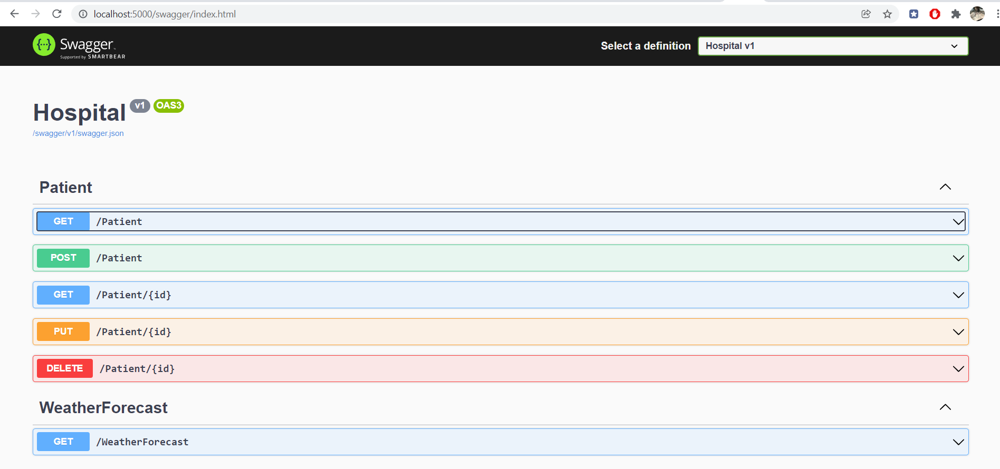 localhost:5000/swagger/index.html
{···} Swagger™
Supported by SMARTBEAR
Select a definition
Hospital v1
Hospital v1 OAS3
/swagger/v1/swagger.json
Patient
GET /Patient
POST /Patient
GET /Patient/{id}
PUT /Patient/{id}
DELETE /Patient/{id}
WeatherForecast
GET /WeatherForecast